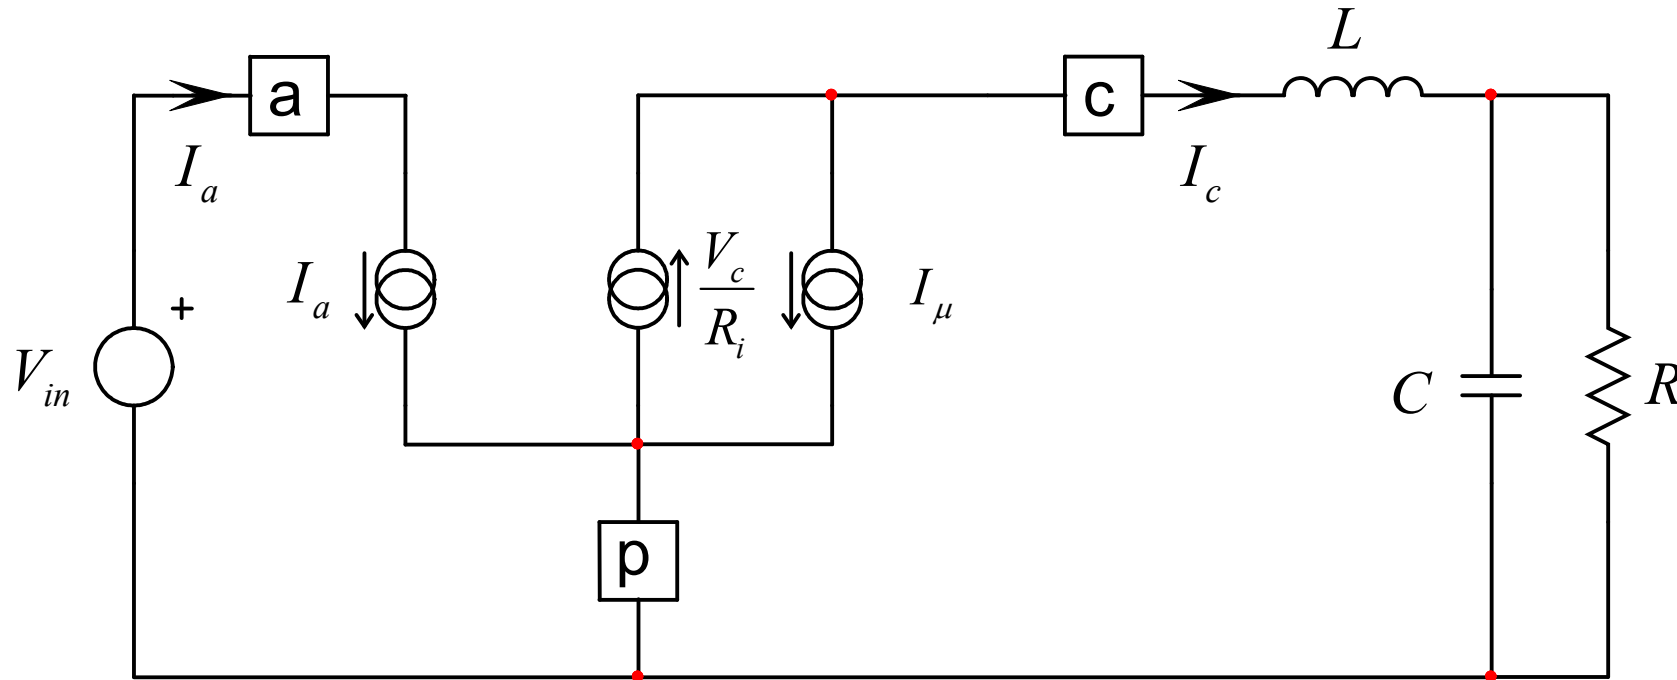 L
a
c
I_a
I_c
I_a
V_c
R_i
I_μ
+
V_in
C
R
p